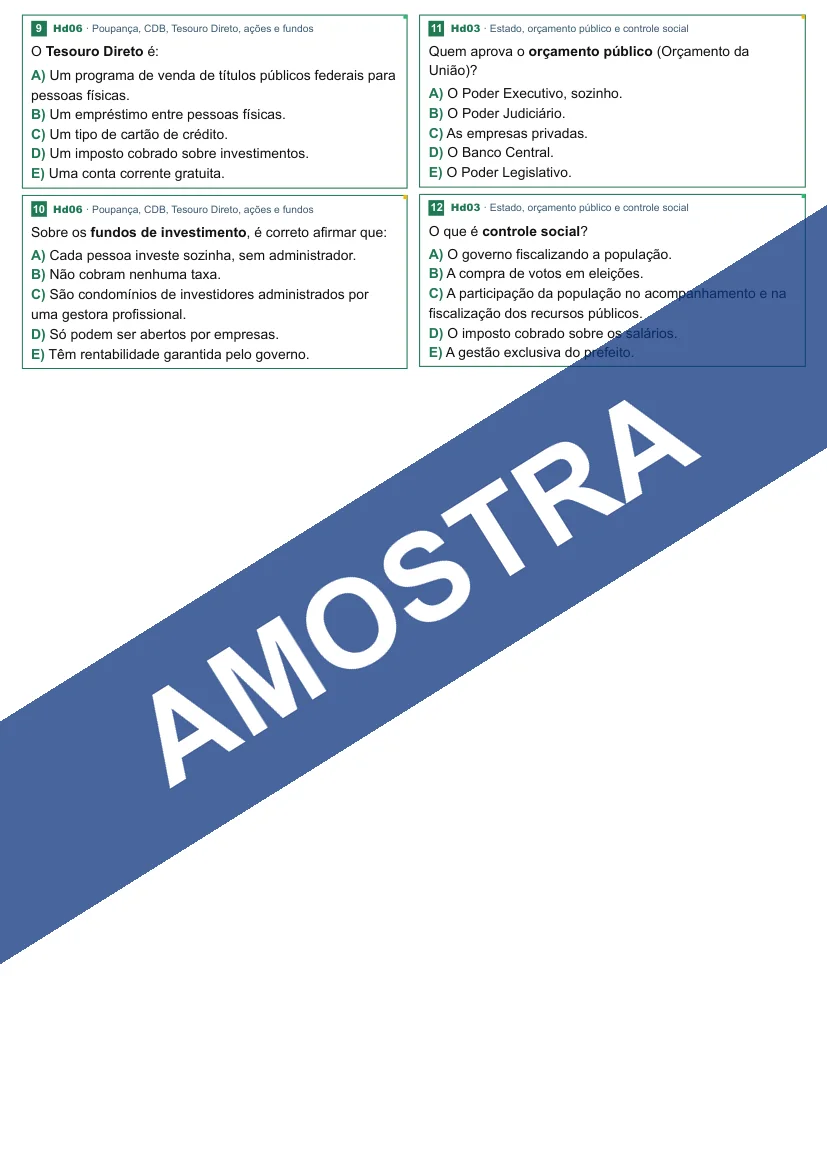 9 Hd06 · Poupança, CDB, Tesouro Direto, ações e fundos
O Tesouro Direto é:
A) Um programa de venda de títulos públicos federais para
pessoas físicas.
B) Um empréstimo entre pessoas físicas.
C) Um tipo de cartão de crédito.
D) Um imposto cobrado sobre investimentos.
E) Uma conta corrente gratuita.
10 Hd06 · Poupança, CDB, Tesouro Direto, ações e fundos
Sobre os fundos de investimento, é correto afirmar que:
A) Cada pessoa investe sozinha, sem administrador.
B) Não cobram nenhuma taxa.
C) São condomínios de investidores administrados por
uma gestora profissional.
D) Só podem ser abertos por empresas.
E) Têm rentabilidade garantida pelo governo.
11 Hd03 · Estado, orçamento público e controle social
Quem aprova o orçamento público (Orçamento da
União)?
A) O Poder Executivo, sozinho.
B) O Poder Judiciário.
C) As empresas privadas.
D) O Banco Central.
E) O Poder Legislativo.
12 Hd03 · Estado, orçamento público e controle social
O que é controle social?
A) O governo fiscalizando a população.
B) A compra de votos em eleições.
C) A participação da população no acompanhamento e na
fiscalização dos recursos públicos.
D) O imposto cobrado sobre os salários.
E) A gestão exclusiva do prefeito.
AMOSTRA